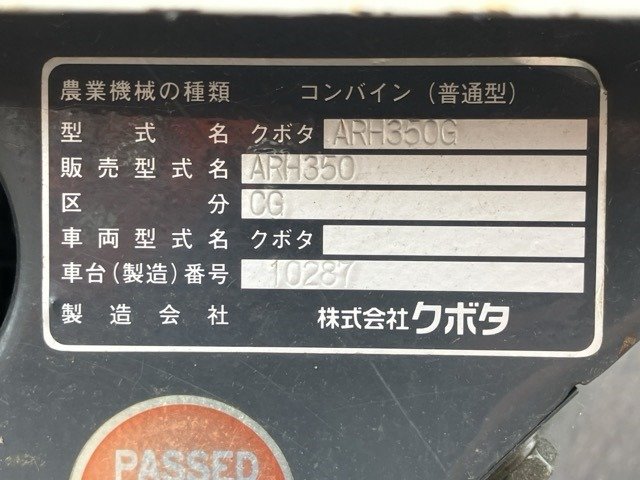 農業機械の種類 コンバイン (普通型)
型式名 クボタ ARH350G
販売型式名 ARH350
区分 CG
車両型式名 クボタ
車台(製造)番号 10287
製造会社 株式会社クボタ
PASSED